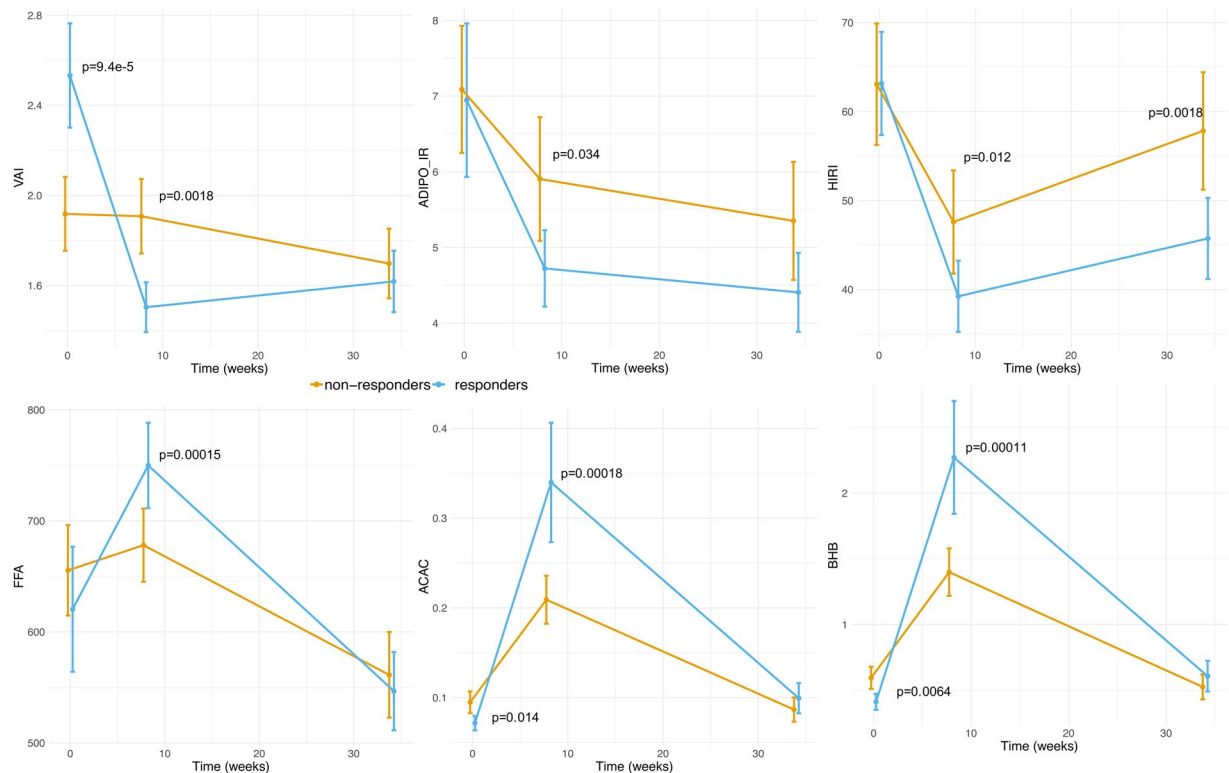 2.8
2.4
2.0
1.6
VAI
p=9.4e-5
p=0.0018
0 10 20 30
Time (weeks)
8
7
6
5
4
ADIPO_IR
p=0.034
0 10 20 30
Time (weeks)
70
60
50
40
HIRI
p=0.012
p=0.0018
0 10 20 30
Time (weeks)
non−responders responders
800
700
600
500
FFA
p=0.00015
0 10 20 30
Time (weeks)
0.4
0.3
0.2
0.1
ACAC
p=0.00018
p=0.014
0 10 20 30
Time (weeks)
2
1
BHB
p=0.00011
p=0.0064
0 10 20 30
Time (weeks)